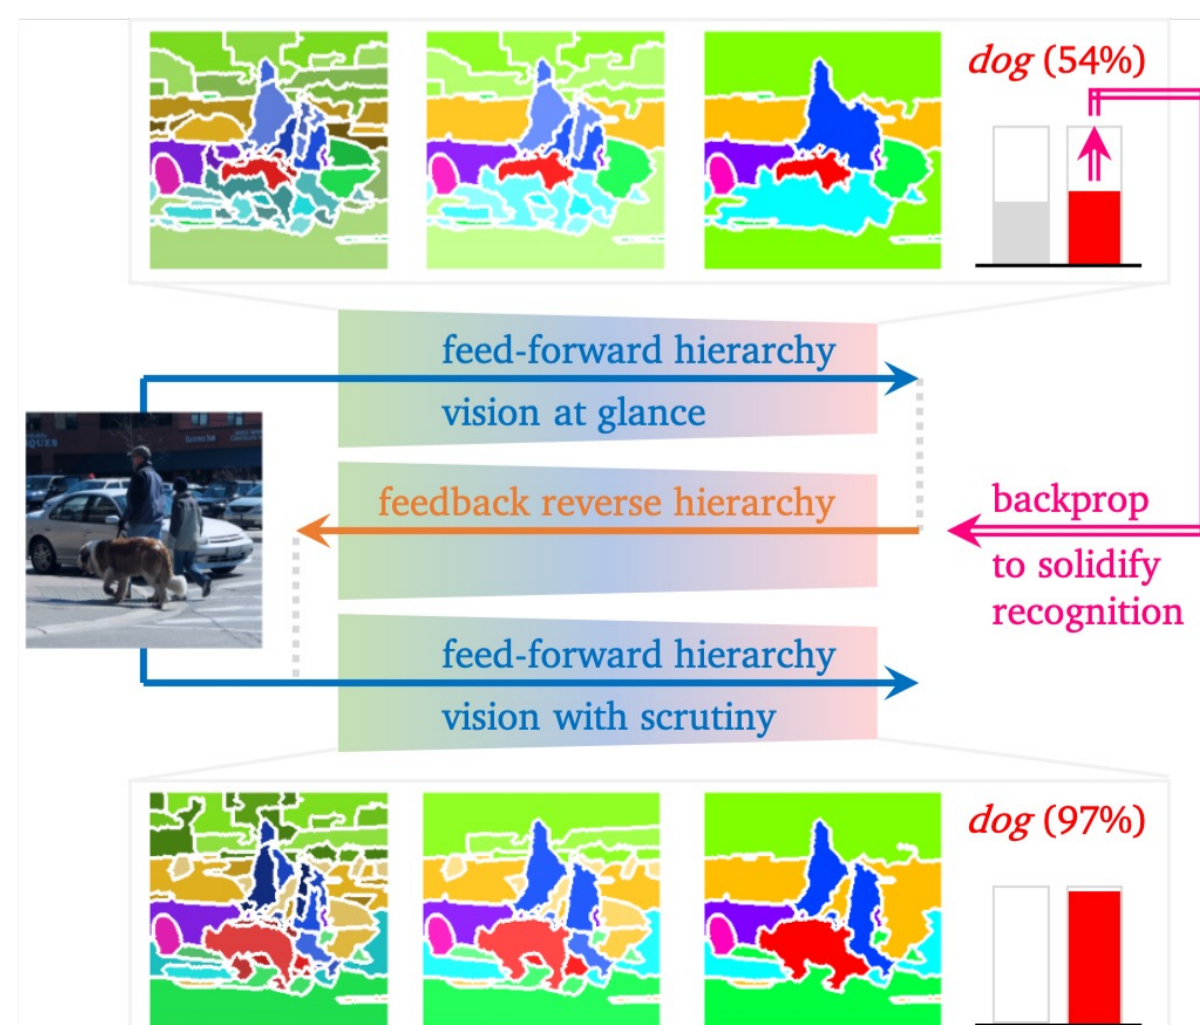 dog (54%)
feed-forward hierarchy
vision at glance
feedback reverse hierarchy
backprop
to solidify
recognition
feed-forward hierarchy
vision with scrutiny
dog (97%)